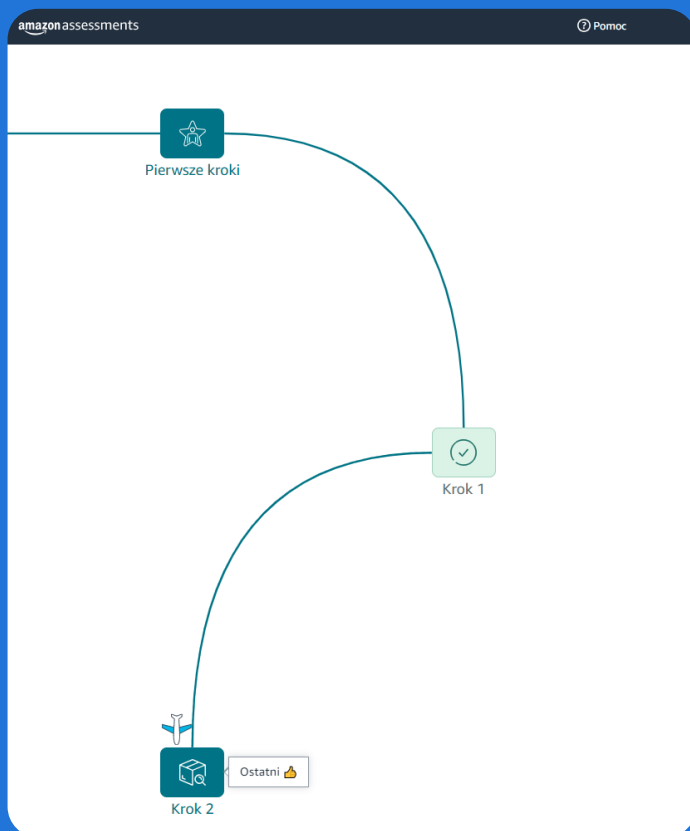 amazon assessments
Pomoc
Pierwsze kroki
Krok 1
Ostatni 👍
Krok 2